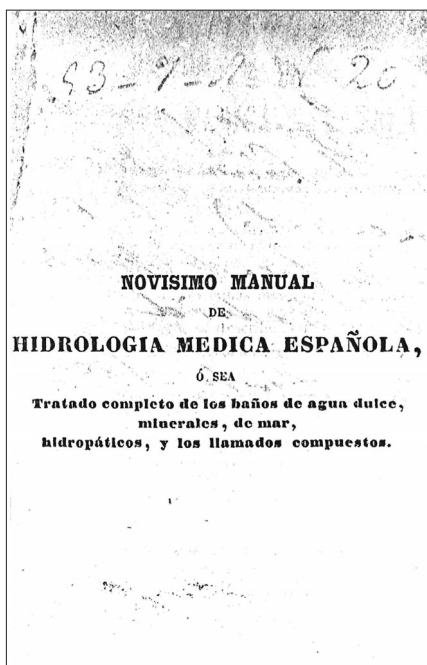 NOVISIMO MANUAL
DE
HIDROLOGIA MEDICA ESPAÑOLA,
Ó SEA
Tratado completo de los baños de agua dulce,
minerales, de mar,
hidropáticos, y los llamados compuestos.